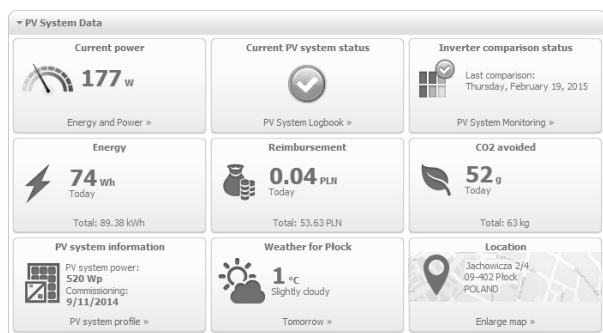 PV System Data
Current power
177 W
Energy and Power »
Current PV system status
PV System Logbook »
Inverter comparison status
Last comparison:
Thursday, February 19, 2015
PV System Monitoring »
Energy
74 Wh
Today
Total: 89.38 kWh
Reimbursement
0.04 PLN
Today
Total: 53.63 PLN
CO2 avoided
52 g
Today
Total: 63 kg
PV system information
PV system power:
520 Wp
Commissioning:
9/11/2014
PV system profile »
Weather for Płock
1 °C
Slightly cloudy
Tomorrow »
Location
Jachowicza 2/4
09-402 Płock
POLAND
Enlarge map »